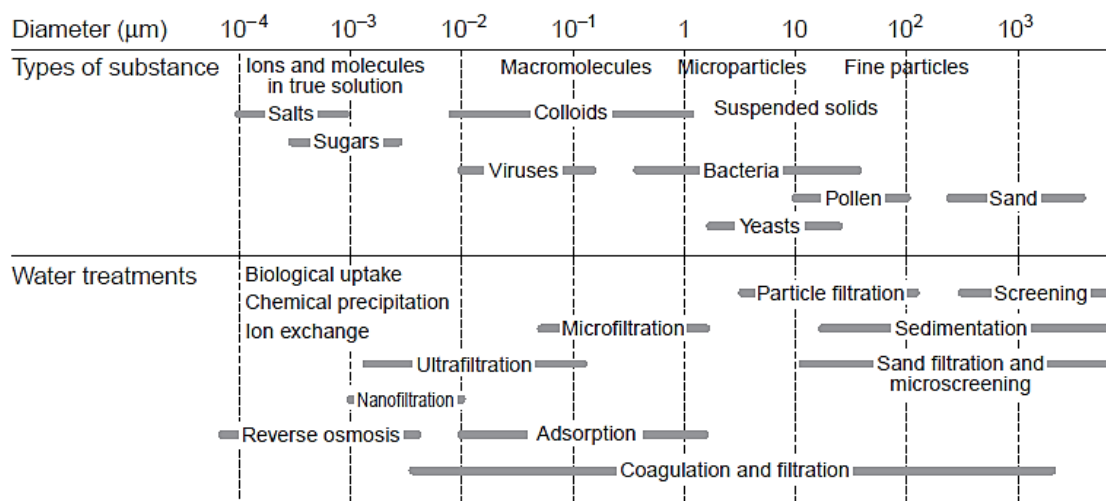 Diameter (μm) 10⁻⁴ 10⁻³ 10⁻² 10⁻¹ 1 10 10² 10³
Types of substance Ions and molecules Macromolecules Microparticles Fine particles
in true solution
Salts Colloids Suspended solids
Sugars
Viruses Bacteria
Pollen Sand
Yeasts
Water treatments Biological uptake
Particle filtration Screening
Chemical precipitation
Ion exchange Microfiltration Sedimentation
Ultrafiltration Sand filtration and
microscreening
Nanofiltration
Reverse osmosis Adsorption
Coagulation and filtration